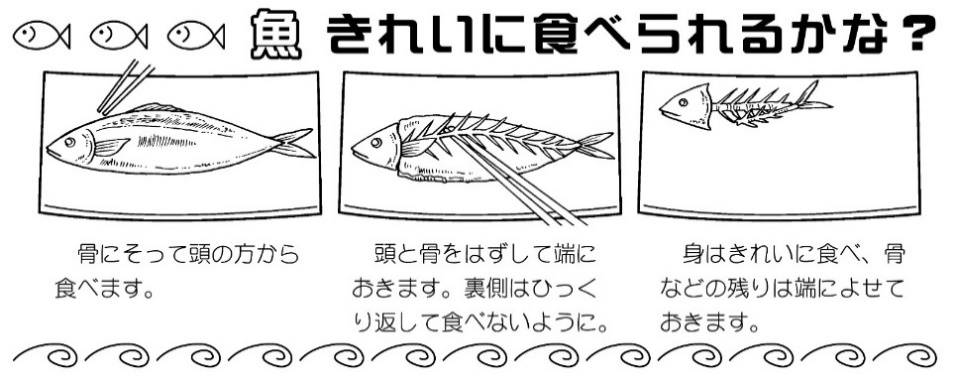 魚 きれいに食べられるかな？
骨にそって頭の方から
食べます。
頭と骨をはずして端に
おきます。裏側はひっく
り返して食べないように。
身はきれいに食べ、骨
などの残りは端によせて
おきます。